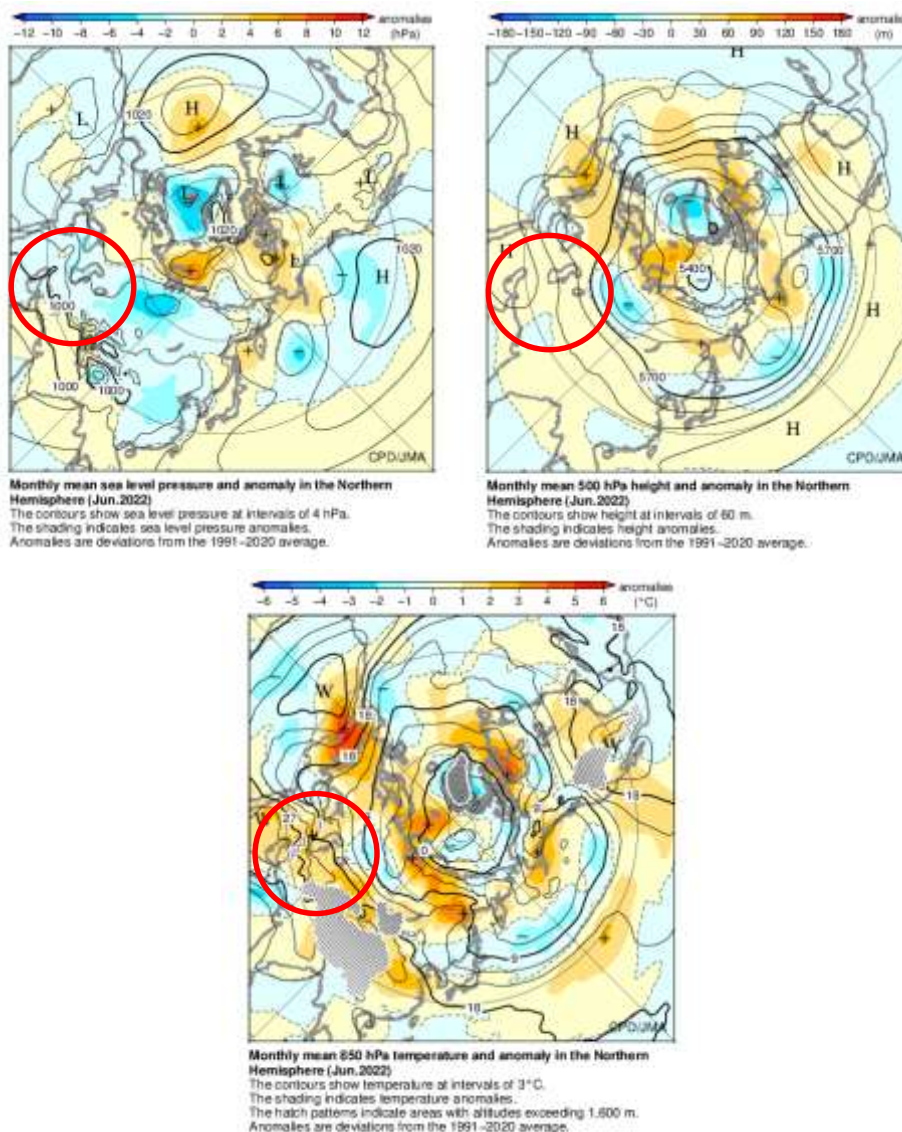 anomalies
−12 −10 −8 −6 −4 −2 0 2 4 6 8 10 12 (hPa)
L
H
1020
L
L
L
1020
1020
H
1000
1000
1000
CPD/JMA
Monthly mean sea level pressure and anomaly in the Northern
Hemisphere (Jun.2022)
The contours show sea level pressure at intervals of 4 hPa.
The shading indicates sea level pressure anomalies.
Anomalies are deviations from the 1991−2020 average.
anomalies
−180−150−120−90 −60 −30 0 30 60 90 120 150 180 (m)
H
H
H
H
H
5700
5400
H
5700
H
CPD/JMA
Monthly mean 500 hPa height and anomaly in the Northern
Hemisphere (Jun.2022)
The contours show height at intervals of 60 m.
The shading indicates height anomalies.
Anomalies are deviations from the 1991−2020 average.
anomalies
−6 −5 −4 −3 −2 −1 0 1 2 3 4 5 6 (°C)
W
18
18
18
18
W
18
27
W
0
9
18
CPD/JMA
Monthly mean 850 hPa temperature and anomaly in the Northern
Hemisphere (Jun.2022)
The contours show temperature at intervals of 3°C.
The shading indicates temperature anomalies.
The hatch patterns indicate areas with altitudes exceeding 1,600 m.
Anomalies are deviations from the 1991−2020 average.